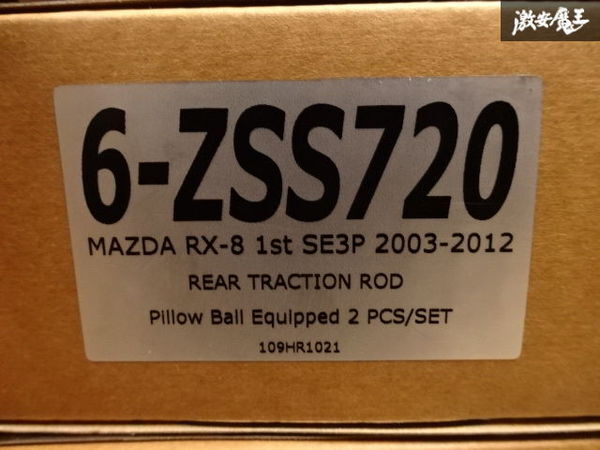 激安魔王
6-ZSS720
MAZDA RX-8 1st SE3P 2003-2012
REAR TRACTION ROD
Pillow Ball Equipped 2 PCS/SET
109HR1021